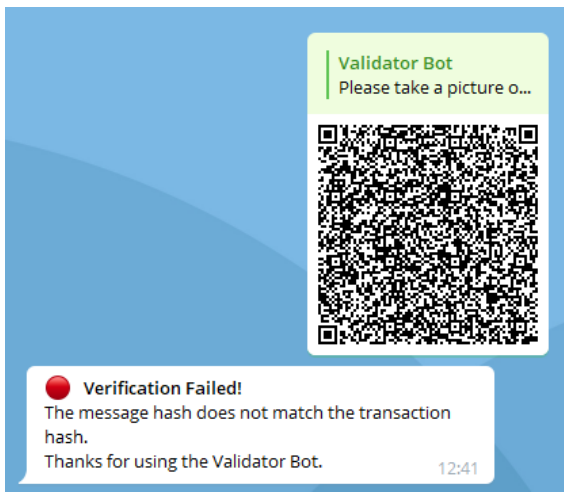 Validator Bot
Please take a picture o...
Verification Failed!
The message hash does not match the transaction
hash.
Thanks for using the Validator Bot.
12:41